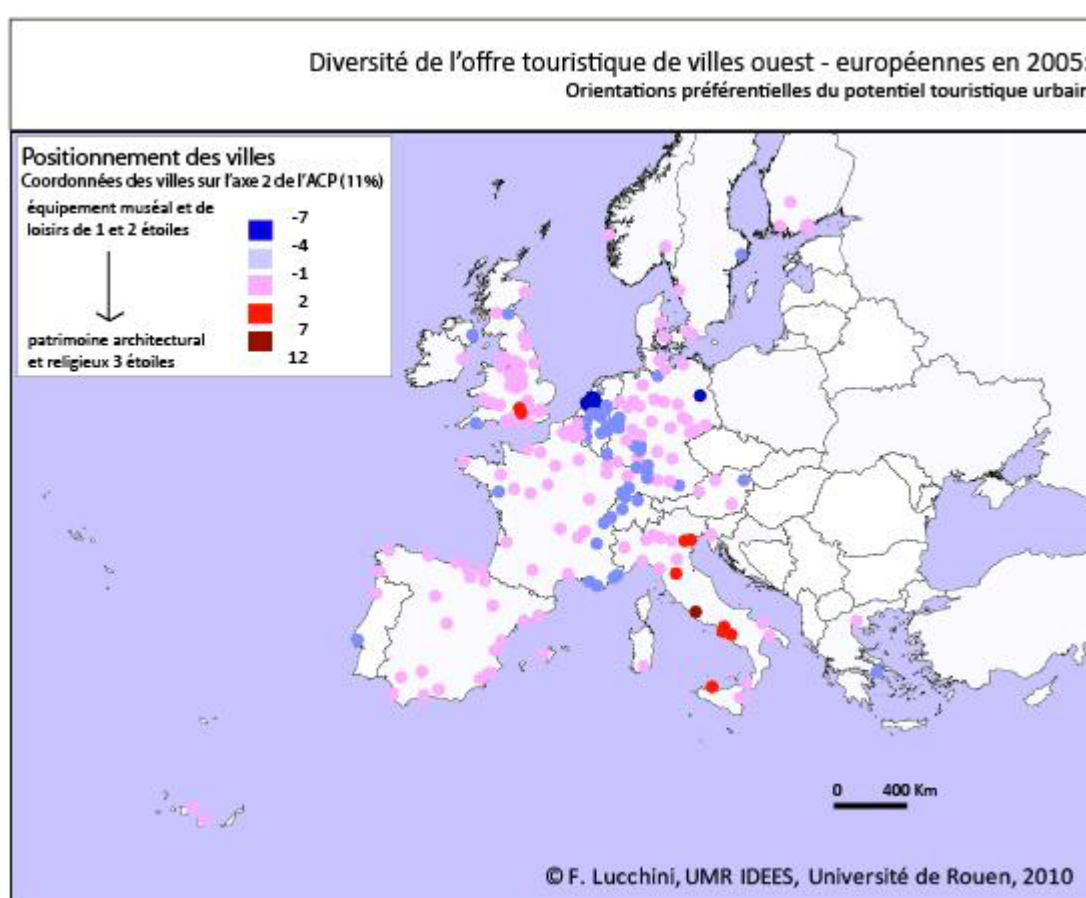 Diversité de l'offre touristique de villes ouest - européennes en 2005:
Orientations préférentielles du potentiel touristique urbain
Positionnement des villes
Coordonnées des villes sur l'axe 2 de l'ACP (11%)
équipement muséal et de
loisirs de 1 et 2 étoiles
-7
-4
-1
2
7
12
patrimoine architectural
et religieux 3 étoiles
0 400 Km
© F. Lucchini, UMR IDEES, Université de Rouen, 2010